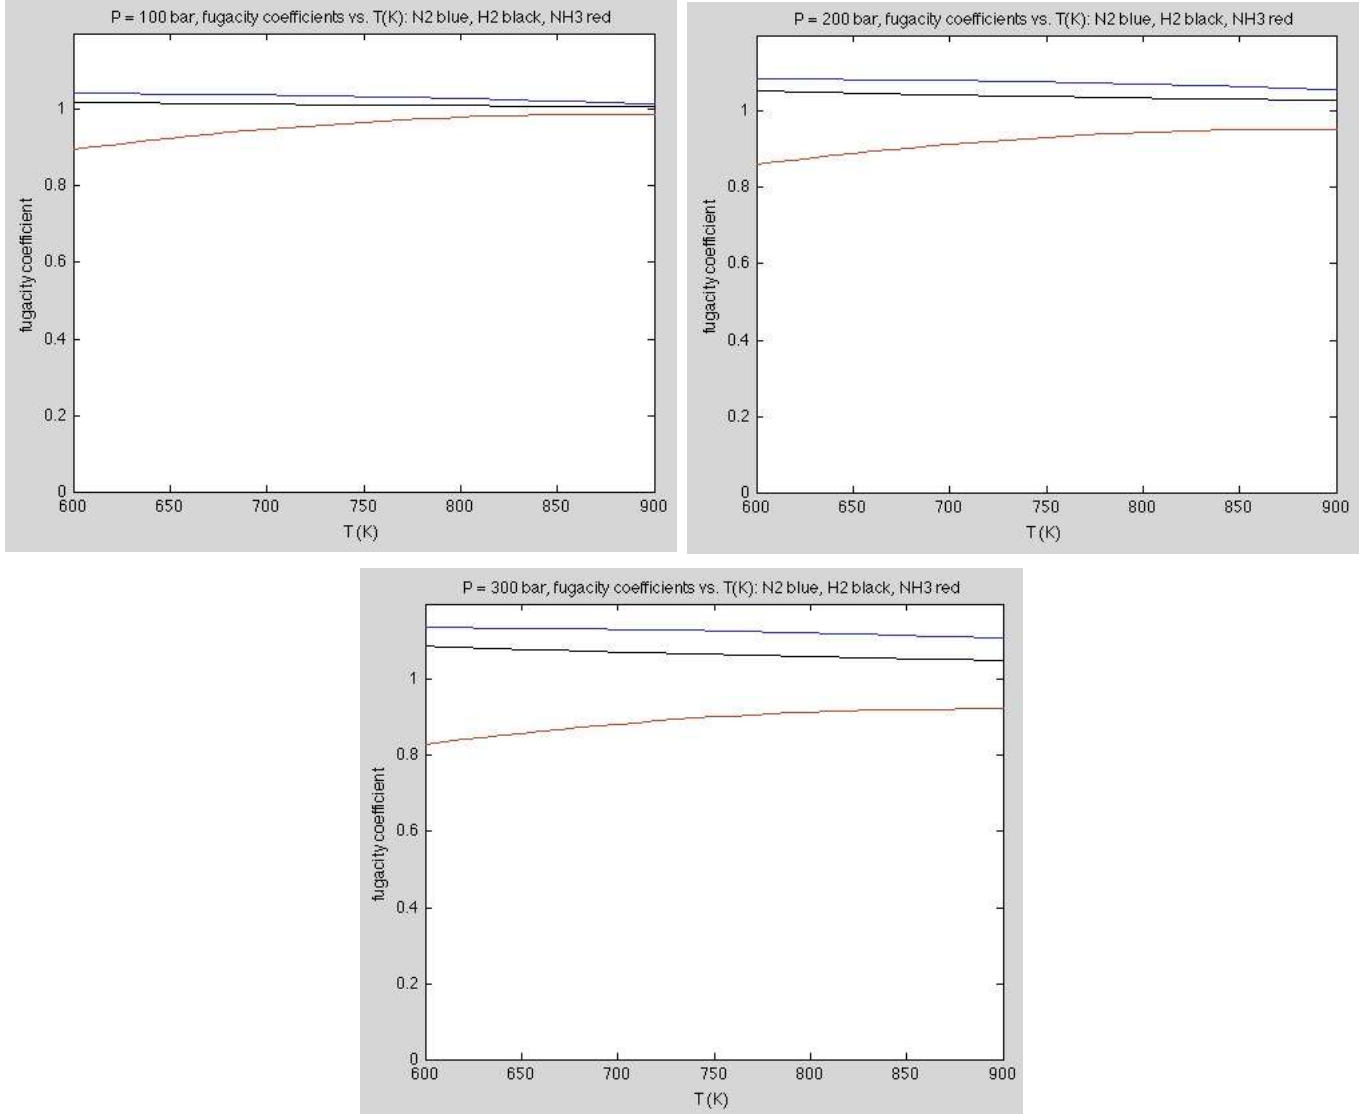 P = 100 bar, fugacity coefficients vs. T(K): N2 blue, H2 black, NH3 red
1
0.8
0.6
0.4
0.2
0
fugacity coefficient
600 650 700 750 800 850 900
T (K)
P = 200 bar, fugacity coefficients vs. T(K): N2 blue, H2 black, NH3 red
1
0.8
0.6
0.4
0.2
0
fugacity coefficient
600 650 700 750 800 850 900
T (K)
P = 300 bar, fugacity coefficients vs. T(K): N2 blue, H2 black, NH3 red
1
0.8
0.6
0.4
0.2
0
fugacity coefficient
600 650 700 750 800 850 900
T (K)